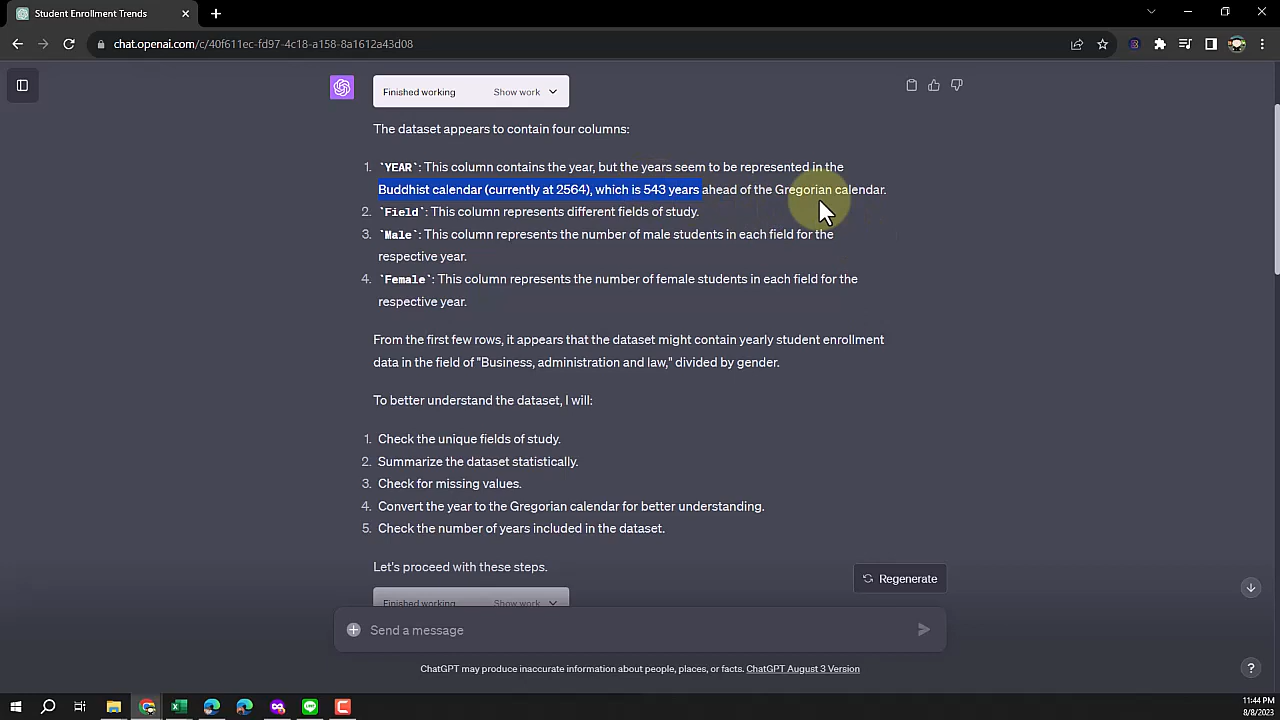 Student Enrollment Trends
chat.openai.com/c/40f611ec-fd97-4c18-a158-8a1612a43d08
Finished working Show work
The dataset appears to contain four columns:
1. `YEAR`: This column contains the year, but the years seem to be represented in the
Buddhist calendar (currently at 2564), which is 543 years ahead of the Gregorian calendar.
2. `Field`: This column represents different fields of study.
3. `Male`: This column represents the number of male students in each field for the
respective year.
4. `Female`: This column represents the number of female students in each field for the
respective year.
From the first few rows, it appears that the dataset might contain yearly student enrollment
data in the field of "Business, administration and law," divided by gender.
To better understand the dataset, I will:
1. Check the unique fields of study.
2. Summarize the dataset statistically.
3. Check for missing values.
4. Convert the year to the Gregorian calendar for better understanding.
5. Check the number of years included in the dataset.
Let's proceed with these steps.
Regenerate
Finished working Show work
Send a message
ChatGPT may produce inaccurate information about people, places, or facts. ChatGPT August 3 Version
?
11:44 PM
8/8/2023